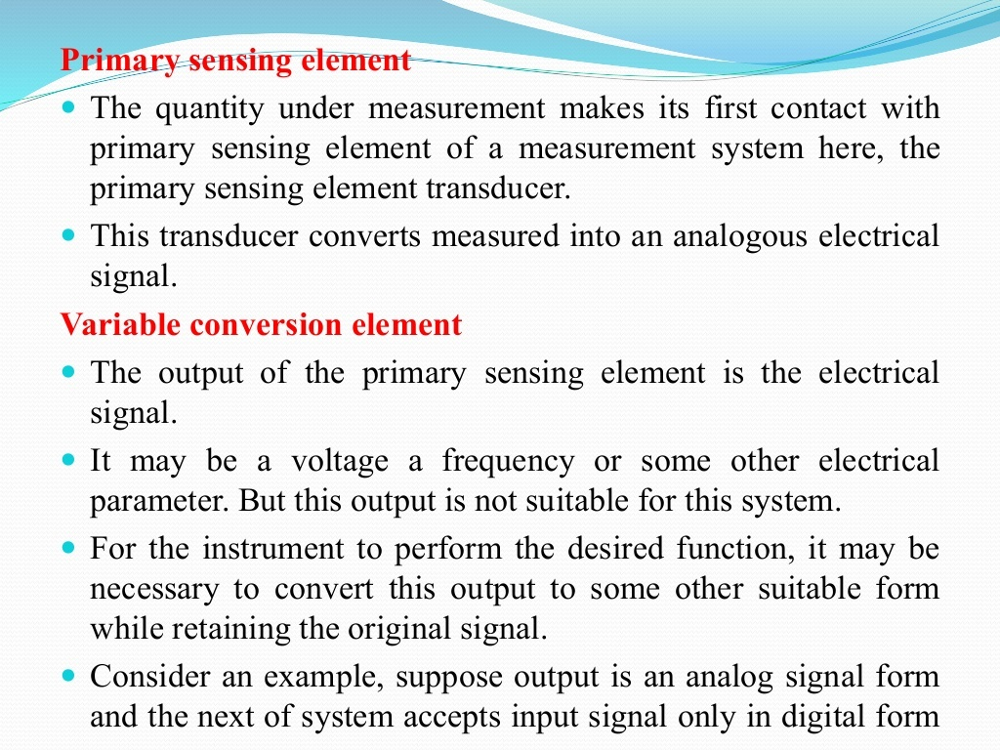 Primary sensing element
• The quantity under measurement makes its first contact with
primary sensing element of a measurement system here, the
primary sensing element transducer.
• This transducer converts measured into an analogous electrical
signal.
Variable conversion element
• The output of the primary sensing element is the electrical
signal.
• It may be a voltage a frequency or some other electrical
parameter. But this output is not suitable for this system.
• For the instrument to perform the desired function, it may be
necessary to convert this output to some other suitable form
while retaining the original signal.
• Consider an example, suppose output is an analog signal form
and the next of system accepts input signal only in digital form